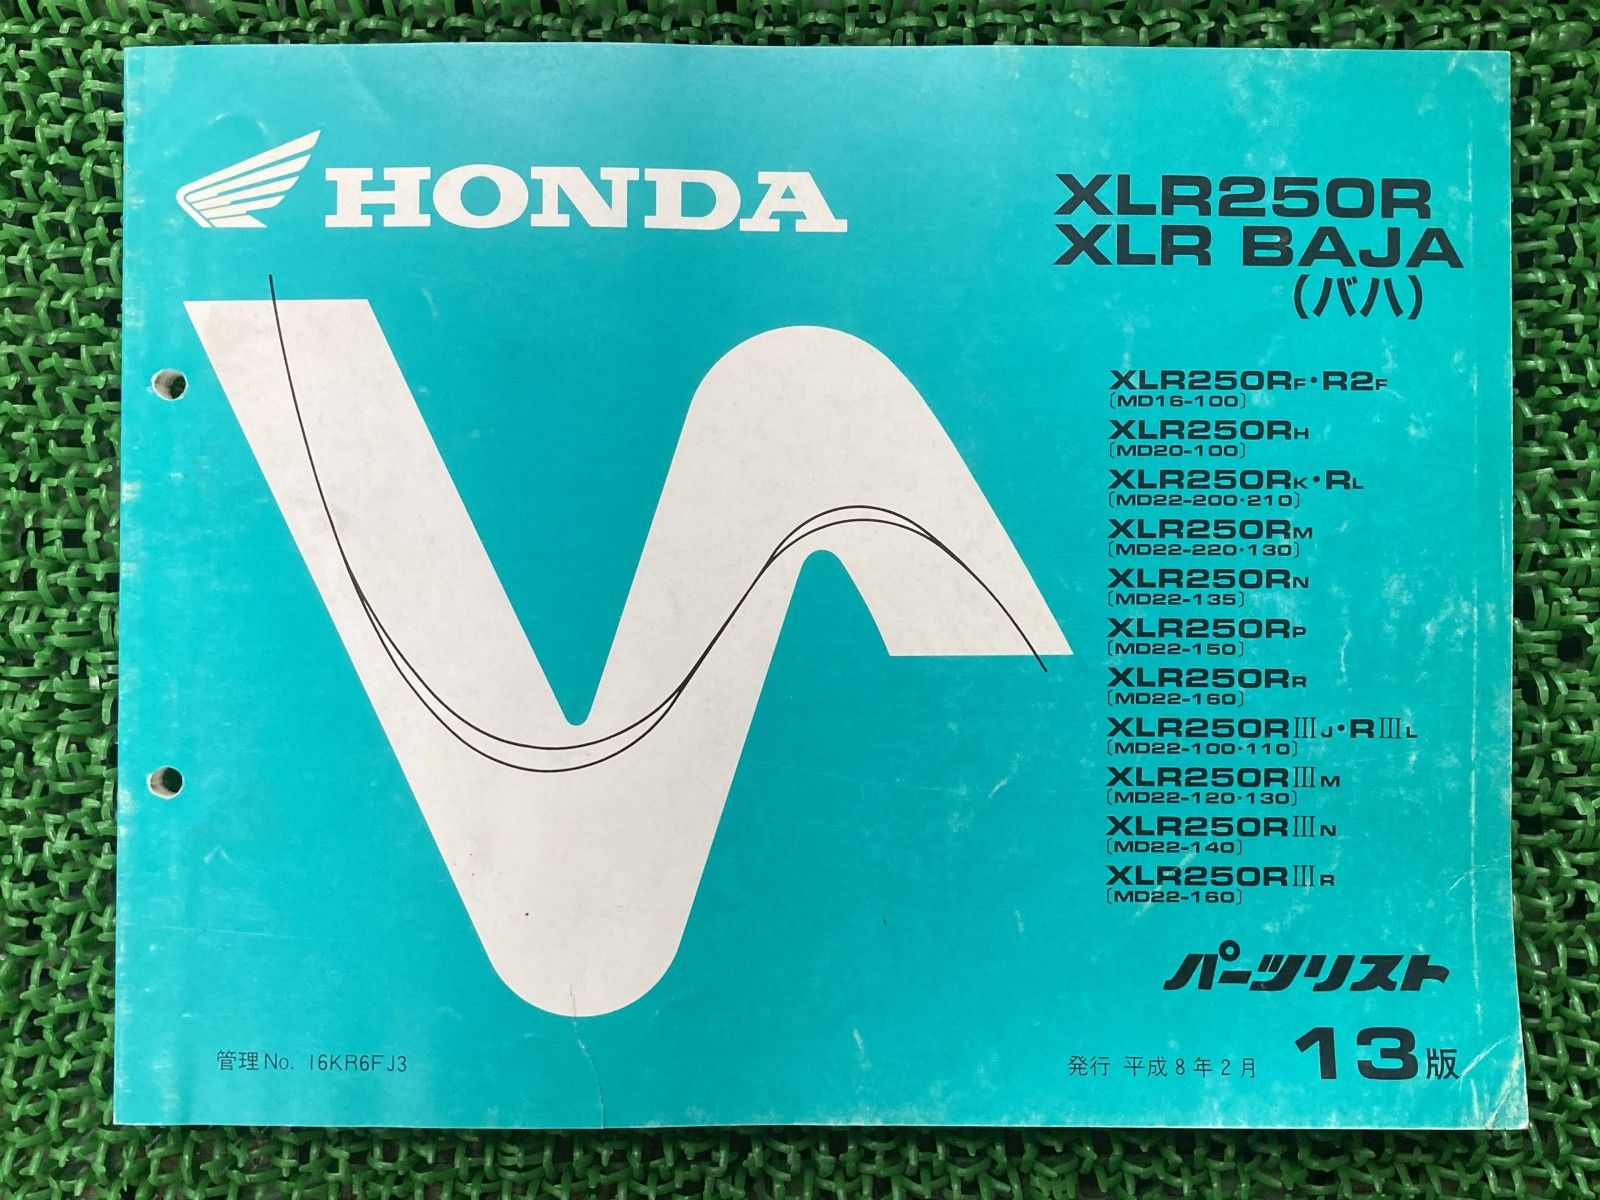 HONDA
XLR250R
XLR BAJA
(バハ)
XLR250RF・R2F
[MD16-100]
XLR250RH
[MD20-100]
XLR250RK・RL
[MD22-200・210]
XLR250RM
[MD22-220・130]
XLR250RN
[MD22-135]
XLR250RP
[MD22-150]
XLR250RR
[MD22-160]
XLR250RⅢJ・RⅢL
[MD22-100・110]
XLR250RⅢM
[MD22-120・130]
XLR250RⅢN
[MD22-140]
XLR250RⅢR
[MD22-160]
パーツリスト
管理No. 16KR6FJ3
発行 平成8年2月 13版